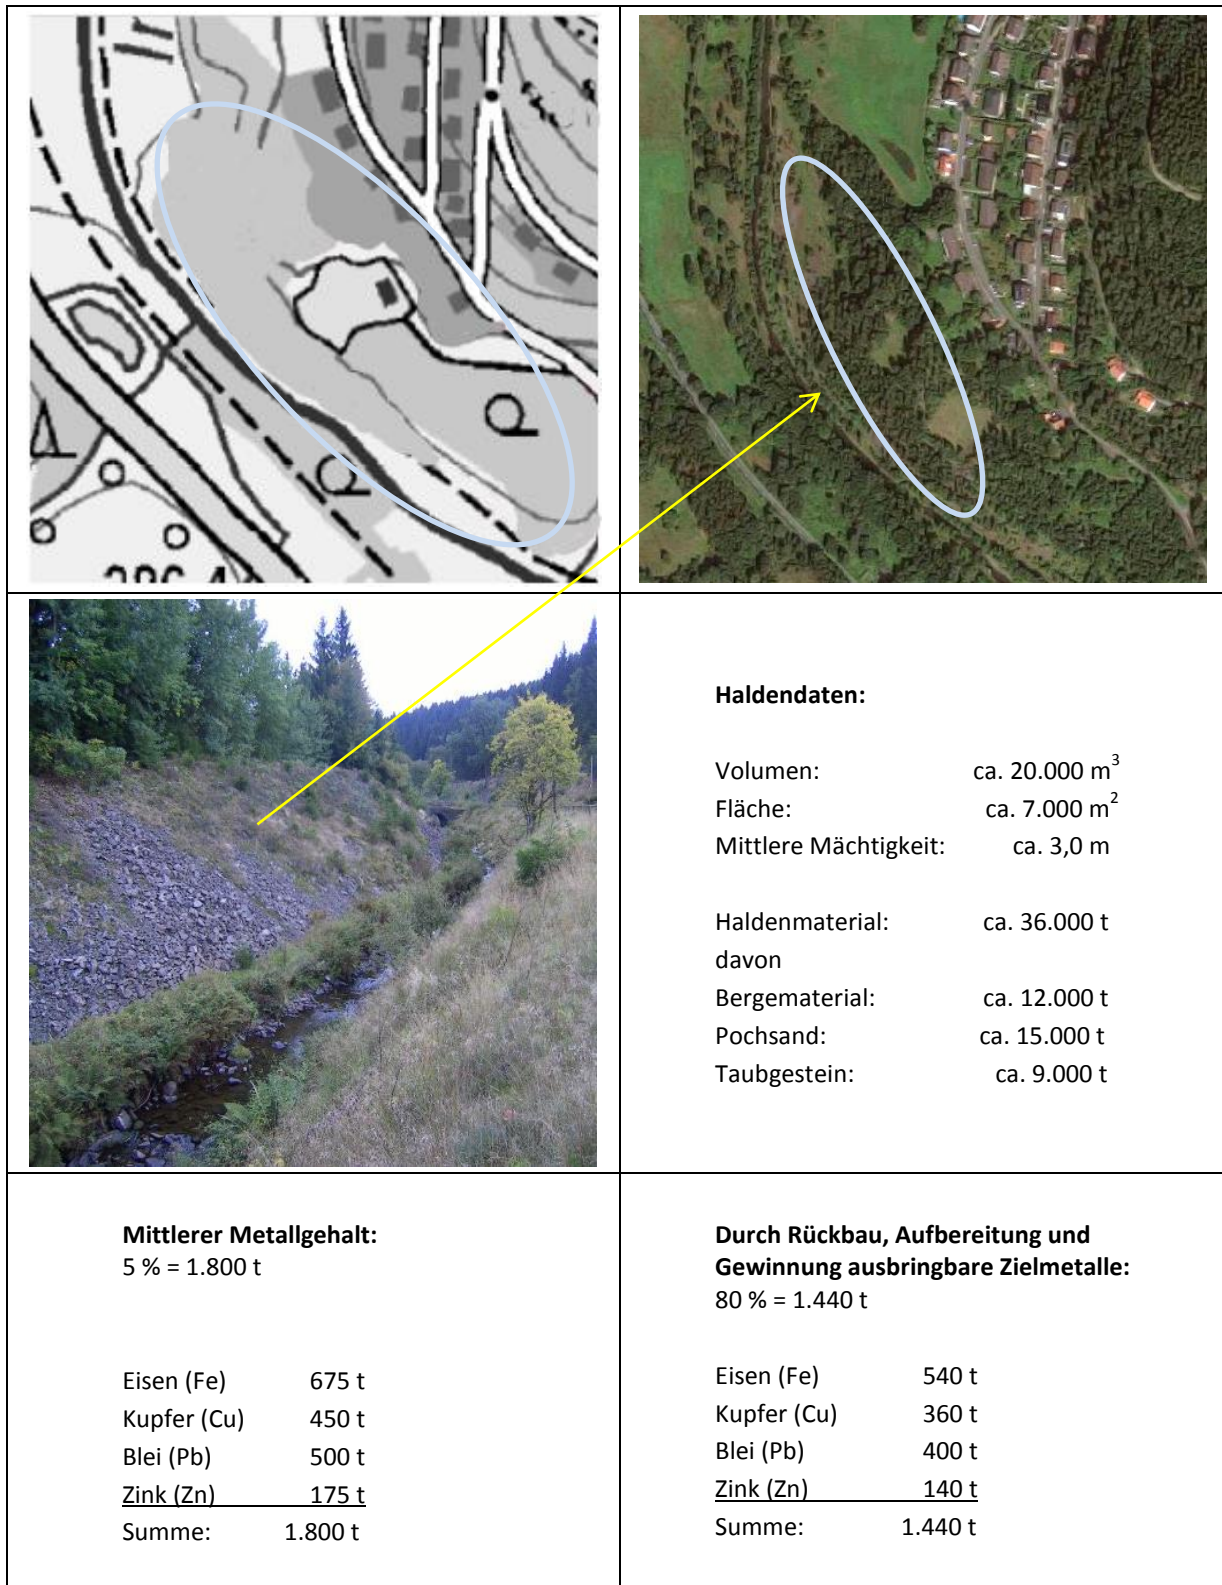 Haldendaten:
Volumen: ca. 20.000 m³
Fläche: ca. 7.000 m²
Mittlere Mächtigkeit: ca. 3,0 m
Haldenmaterial: ca. 36.000 t
davon
Bergematerial: ca. 12.000 t
Pochsand: ca. 15.000 t
Taubgestein: ca. 9.000 t
Mittlerer Metallgehalt:
5 % = 1.800 t
Eisen (Fe) 675 t
Kupfer (Cu) 450 t
Blei (Pb) 500 t
Zink (Zn) 175 t
Summe: 1.800 t
Durch Rückbau, Aufbereitung und
Gewinnung ausbringbare Zielmetalle:
80 % = 1.440 t
Eisen (Fe) 540 t
Kupfer (Cu) 360 t
Blei (Pb) 400 t
Zink (Zn) 140 t
Summe: 1.440 t